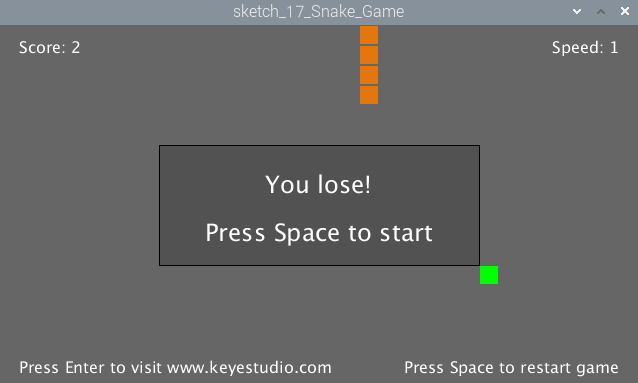 sketch_17_Snake_Game
Score: 2
Speed: 1
You lose!
Press Space to start
Press Enter to visit www.keyestudio.com
Press Space to restart game